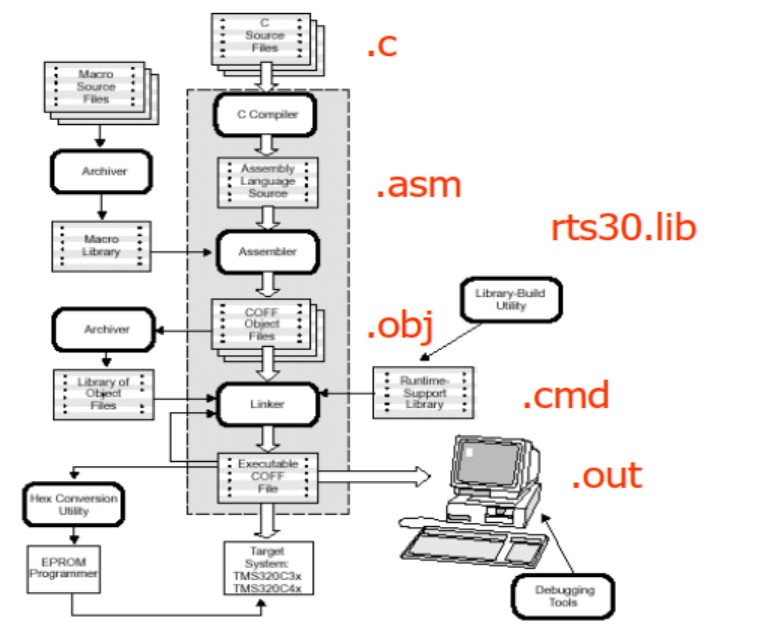 C
Source
Files
.c
Macro
Source
Files
C Compiler
Archiver
Assembly
Language
Source
.asm
rts30.lib
Macro
Library
Assembler
Library-Build
Utility
COFF
Object
Files
.obj
Archiver
Library of
Object
Files
Linker
Runtime-
Support
Library
.cmd
Executable
COFF
File
.out
Hex Conversion
Utility
EPROM
Programmer
Target
System:
TMS320C3x
TMS320C4x
Debugging
Tools